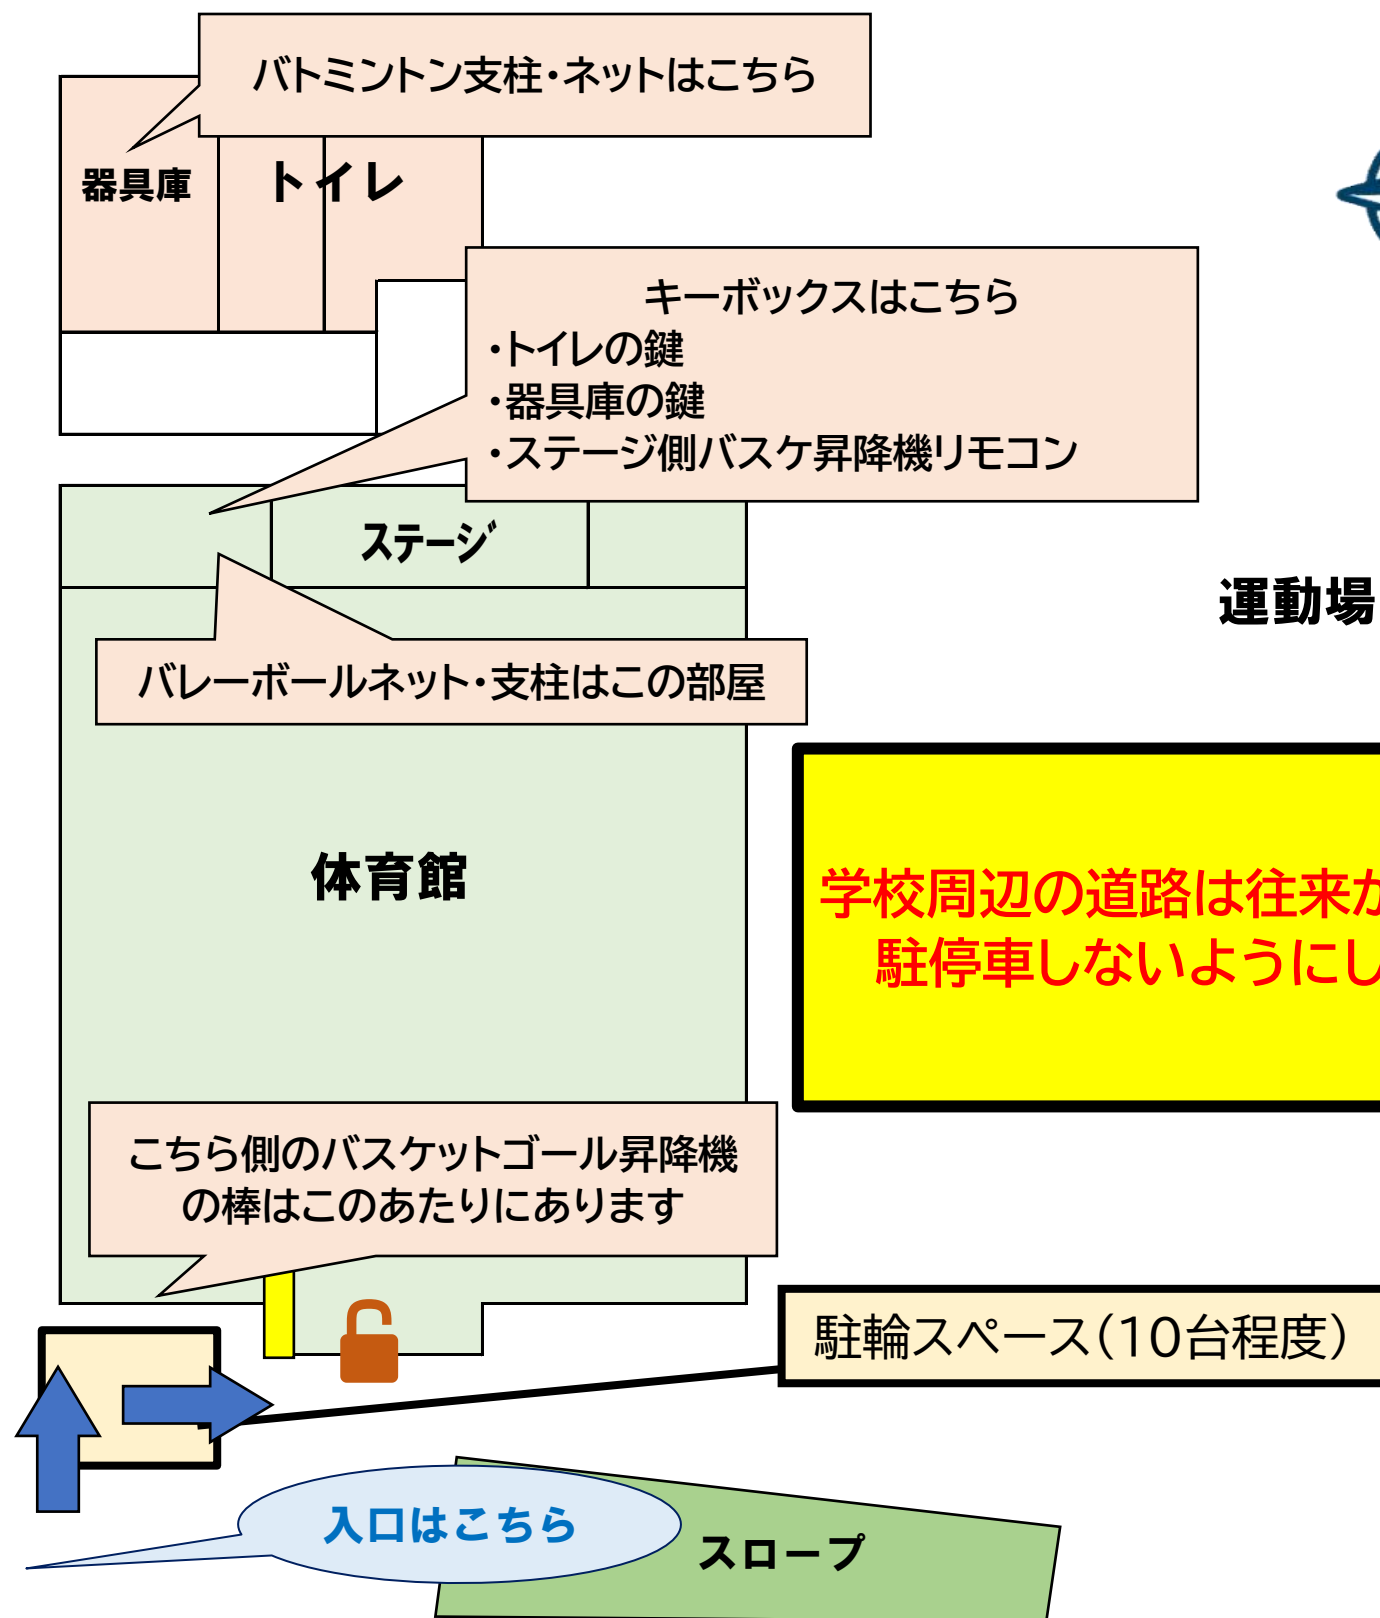 バトミントン支柱・ネットはこちら
器具庫
トイレ
キーボックスはこちら
・トイレの鍵
・器具庫の鍵
・ステージ側バスケ昇降機リモコン
ステージ
運動場
バレーボールネット・支柱はこの部屋
体育館
学校周辺の道路は往来が
駐停車しないようにし
こちら側のバスケットゴール昇降機
の棒はこのあたりにあります
駐輪スペース(10台程度)
入口はこちら
スロープ